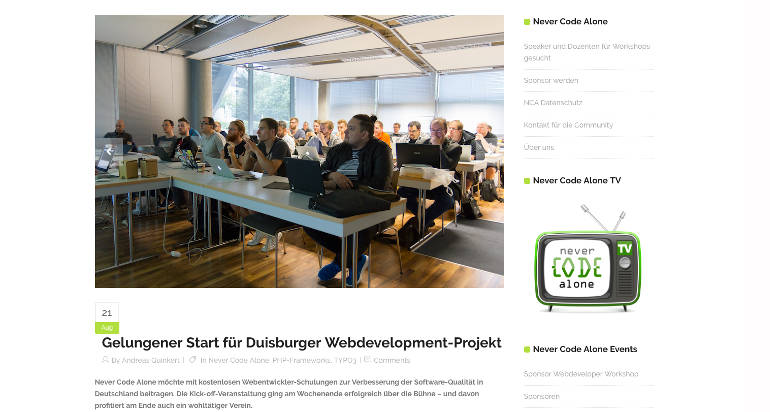 Never Code Alone
Speaker und Dozenten für Workshops
gesucht
Sponsor werden
NCA Datenschutz
Kontakt für die Community
Über uns
Never Code Alone TV
never
TV
CODE
alone
21
Aug
Gelungener Start für Duisburger Webdevelopment-Projekt
By Andreas Quinkert | In Never Code Alone, PHP-Frameworks, TYPO3 | Comments
Never Code Alone möchte mit kostenlosen Webentwickler-Schulungen zur Verbesserung der Software-Qualität in
Deutschland beitragen. Die Kick-off-Veranstaltung ging am Wochenende erfolgreich über die Bühne – und davon
profitiert am Ende auch ein wohltätiger Verein.
Never Code Alone Events
Sponsor Webdeveloper Workshop
Sponsoren